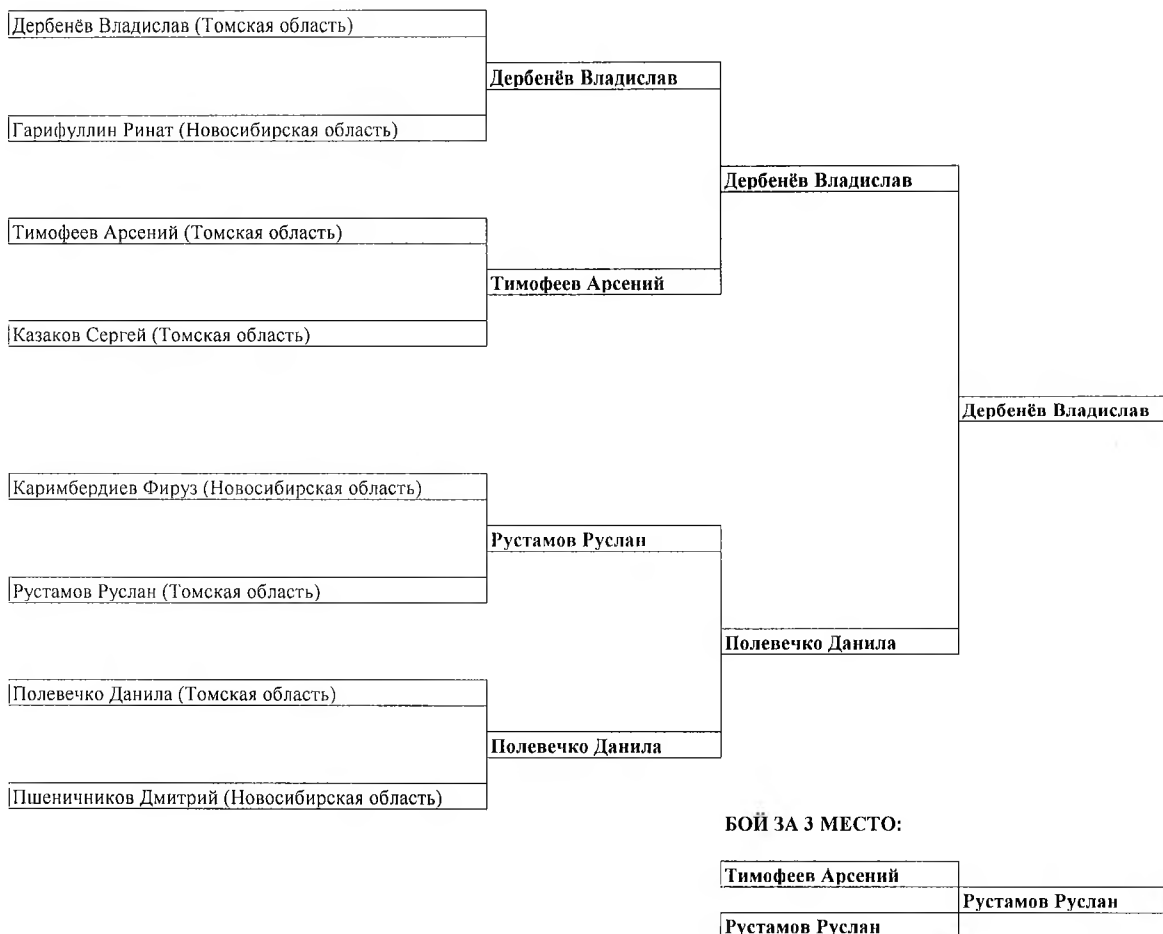 Дербенёв Владислав (Томская область)
Дербенёв Владислав
Гарифуллин Ринат (Новосибирская область)
Дербенёв Владислав
Тимофеев Арсений (Томская область)
Тимофеев Арсений
Казаков Сергей (Томская область)
Дербенёв Владислав
Каримбердиев Фируз (Новосибирская область)
Рустамов Руслан
Рустамов Руслан (Томская область)
Полевечко Данила
Полевечко Данила (Томская область)
Полевечко Данила
Пшеничников Дмитрий (Новосибирская область)
БОЙ ЗА 3 МЕСТО:
Тимофеев Арсений
Рустамов Руслан
Рустамов Руслан